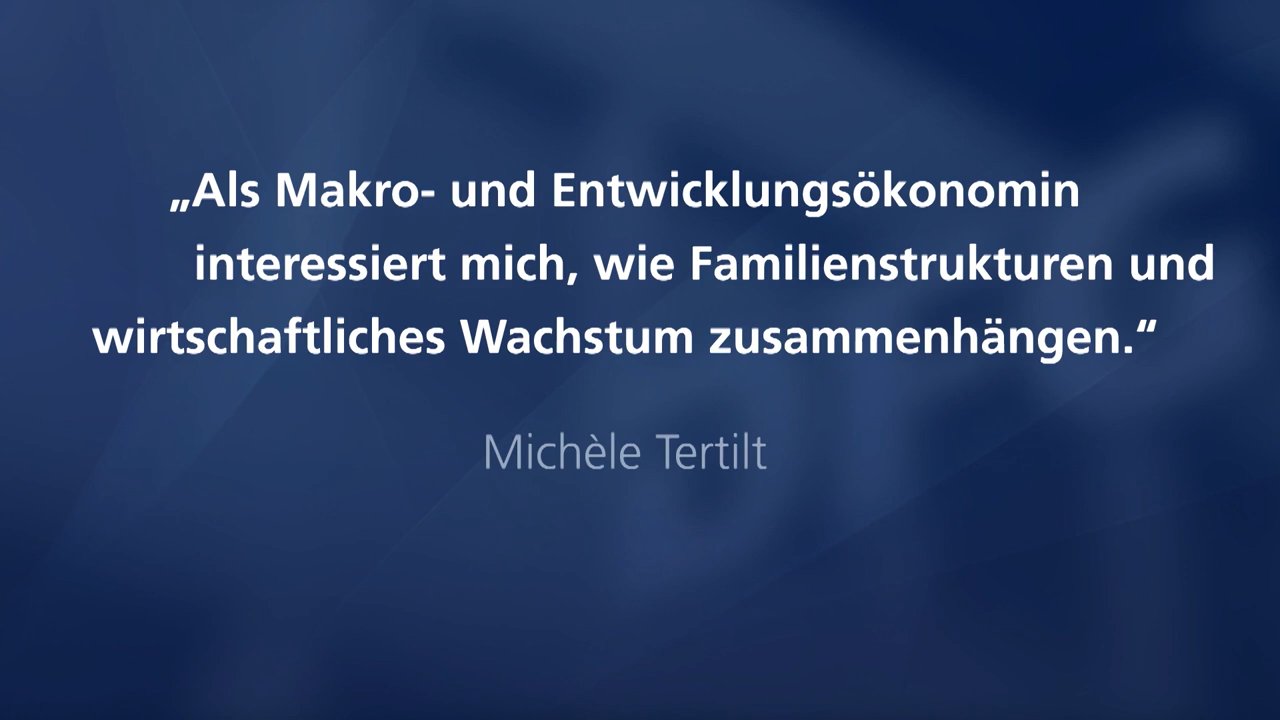 „Als Makro- und Entwicklungsökonomin
interessiert mich, wie Familienstrukturen und
wirtschaftliches Wachstum zusammenhängen.“
Michèle Tertilt